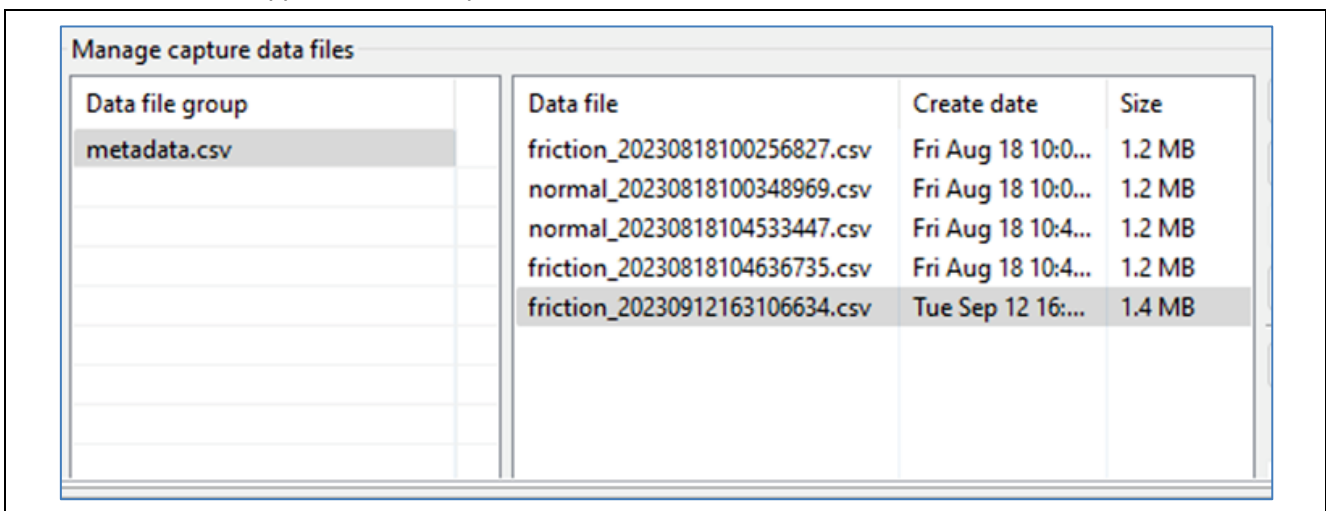 Manage capture data files
Data file group
metadata.csv
Data file Create date Size
friction_20230818100256827.csv Fri Aug 18 10:0... 1.2 MB
normal_20230818100348969.csv Fri Aug 18 10:0... 1.2 MB
normal_20230818104533447.csv Fri Aug 18 10:4... 1.2 MB
friction_20230818104636735.csv Fri Aug 18 10:4... 1.2 MB
friction_20230912163106634.csv Tue Sep 12 16:... 1.4 MB